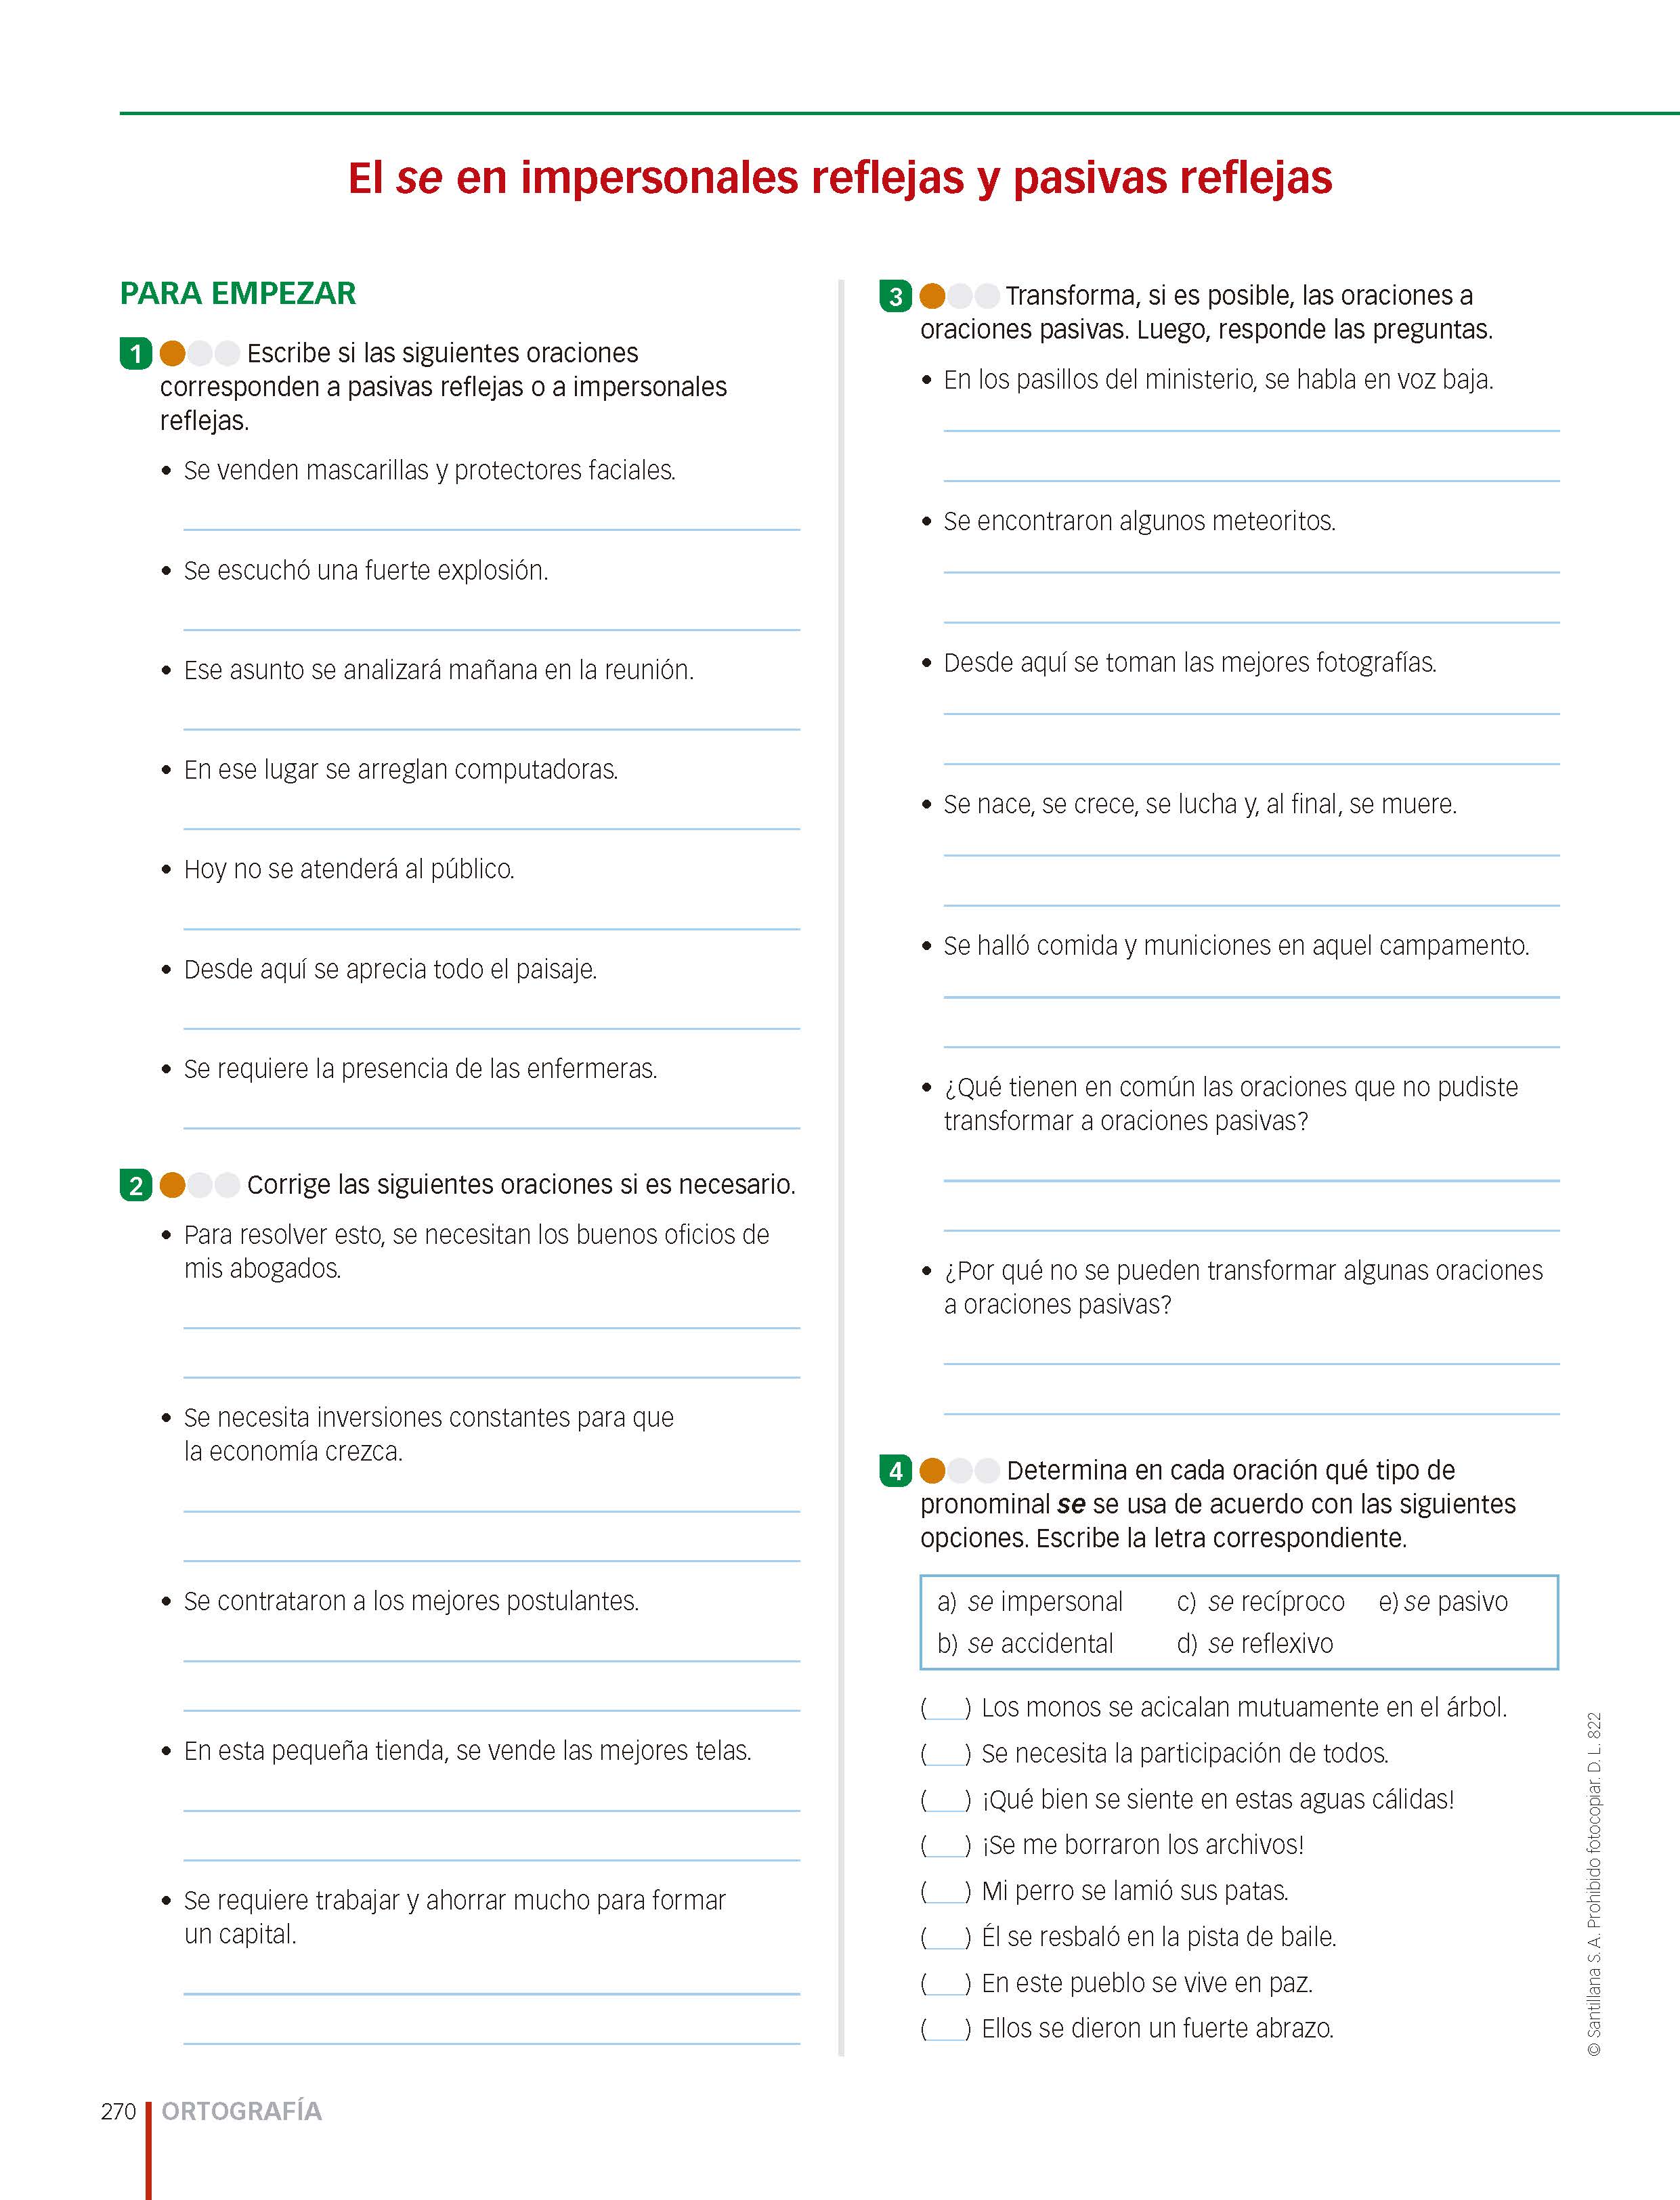 El se en impersonales reflejas y pasivas reflejas
PARA EMPEZAR
1 Escribe si las siguientes oraciones
corresponden a pasivas reflejas o a impersonales
reflejas.
• Se venden mascarillas y protectores faciales.
• Se escuchó una fuerte explosión.
• Ese asunto se analizará mañana en la reunión.
• En ese lugar se arreglan computadoras.
• Hoy no se atenderá al público.
• Desde aquí se aprecia todo el paisaje.
• Se requiere la presencia de las enfermeras.
2 Corrige las siguientes oraciones si es necesario.
• Para resolver esto, se necesitan los buenos oficios de
mis abogados.
• Se necesita inversiones constantes para que
la economía crezca.
• Se contrataron a los mejores postulantes.
• En esta pequeña tienda, se vende las mejores telas.
• Se requiere trabajar y ahorrar mucho para formar
un capital.
3 Transforma, si es posible, las oraciones a
oraciones pasivas. Luego, responde las preguntas.
• En los pasillos del ministerio, se habla en voz baja.
• Se encontraron algunos meteoritos.
• Desde aquí se toman las mejores fotografías.
• Se nace, se crece, se lucha y, al final, se muere.
• Se halló comida y municiones en aquel campamento.
• ¿Qué tienen en común las oraciones que no pudiste
transformar a oraciones pasivas?
• ¿Por qué no se pueden transformar algunas oraciones
a oraciones pasivas?
4 Determina en cada oración qué tipo de
pronominal se se usa de acuerdo con las siguientes
opciones. Escribe la letra correspondiente.
a) se impersonal c) se recíproco e) se pasivo
b) se accidental d) se reflexivo
(___) Los monos se acicalan mutuamente en el árbol.
(___) Se necesita la participación de todos.
(___) ¡Qué bien se siente en estas aguas cálidas!
(___) ¡Se me borraron los archivos!
(___) Mi perro se lamió sus patas.
(___) Él se resbaló en la pista de baile.
(___) En este pueblo se vive en paz.
(___) Ellos se dieron un fuerte abrazo.
© Santillana S. A. Prohibido fotocopiar. D. L. 822
270 ORTOGRAFÍA